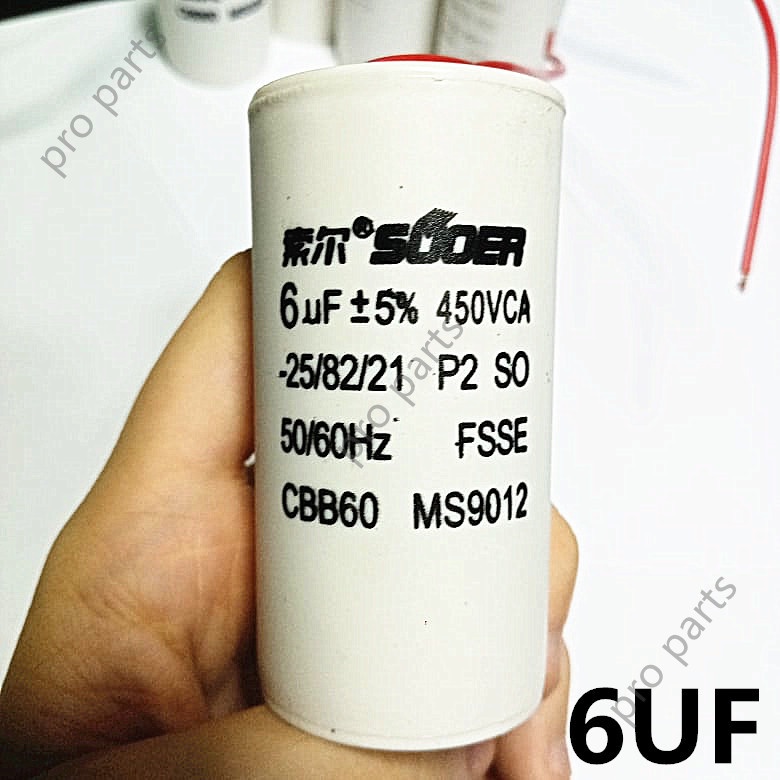 索尔® SOOER
6uF ±5% 450VCA
-25/82/21 P2 SO
50/60Hz FSSE
CBB60 MS9012
6UF
pro parts
pro parts
pro parts